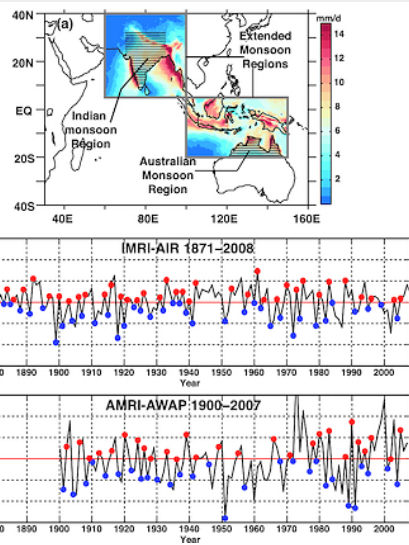 (a)
mm/d
40N
20N
EQ
20S
40S
40E
80E
120E
160E
Extended
Monsoon
Regions
Indian
monsoon
Region
Australian
Monsoon
Region
14
12
10
8
6
4
2
IMRI-AIR 1871–2008
0 1890 1900 1910 1920 1930 1940 1950 1960 1970 1980 1990 2000
Year
AMRI-AWAP 1900–2007
0 1890 1900 1910 1920 1930 1940 1950 1960 1970 1980 1990 2000
Year